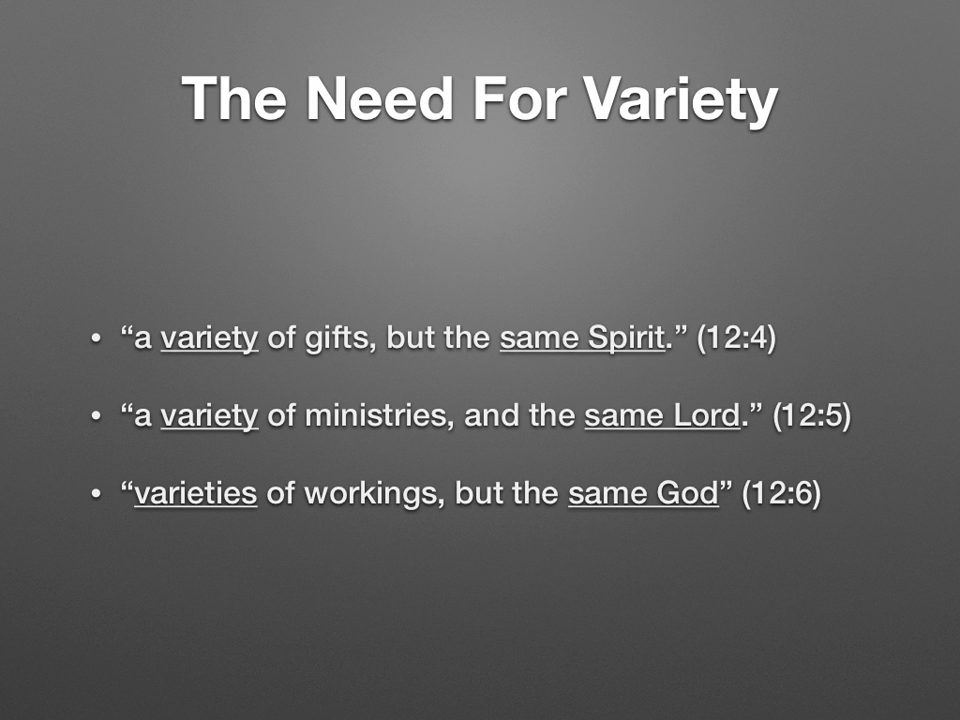 The Need For Variety
• “a variety of gifts, but the same Spirit.” (12:4)
• “a variety of ministries, and the same Lord.” (12:5)
• “varieties of workings, but the same God” (12:6)